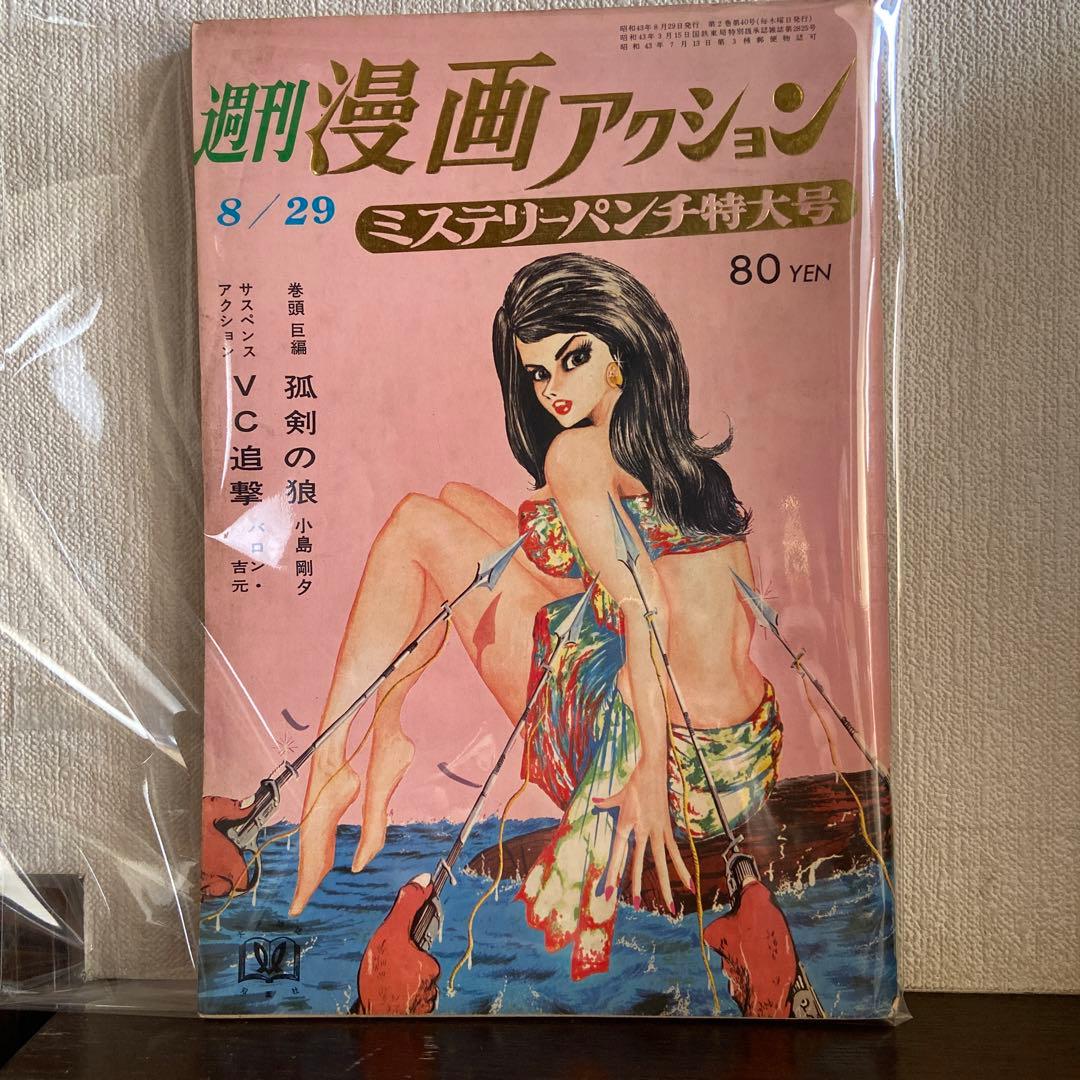 昭和43年8月29日発行 第2巻第40号(毎木曜日発行)
昭和43年3月15日国鉄東局特別扱承認雑誌第2825号
昭和43年7月13日第3種郵便物認可
週刊漫画アクション
8/29
ミステリーパンチ特大号
80 YEN
巻頭巨編 孤剣の狼 小島剛夕
サスペンスアクション VC追撃 バロン・吉元